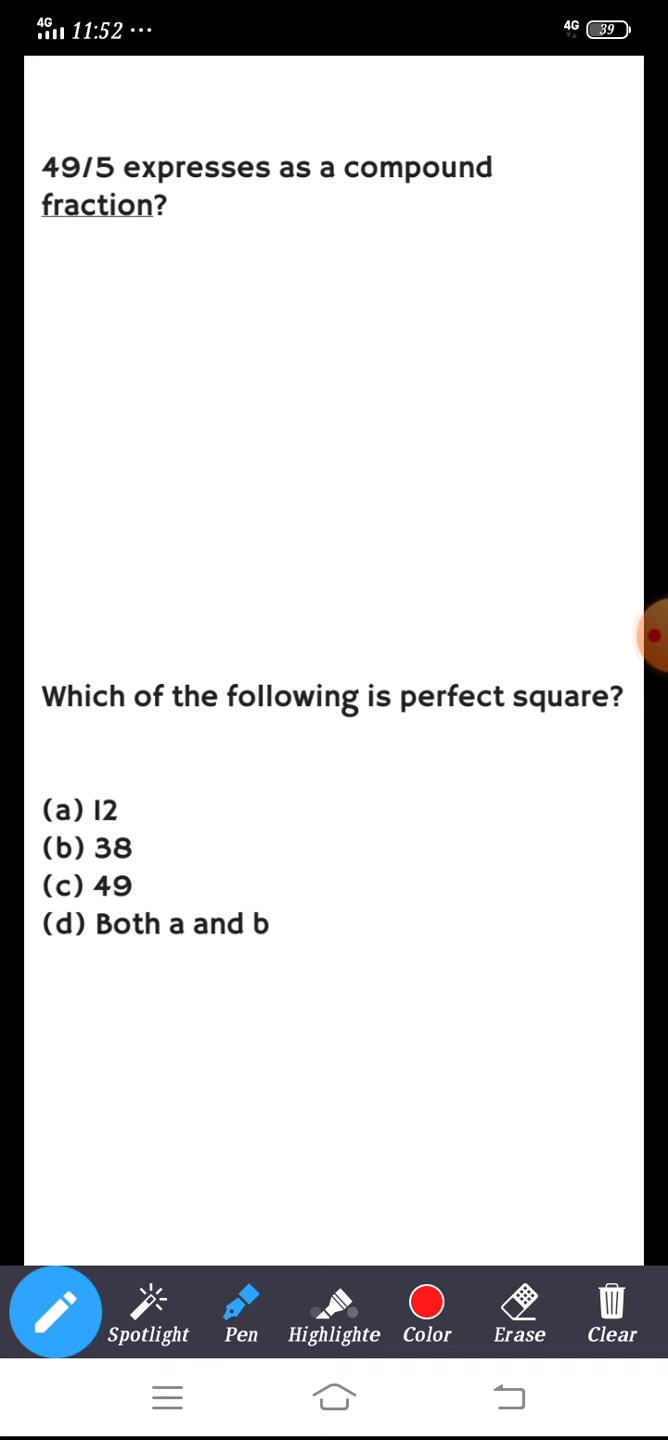 4G 11:52 ... 4G 39
49/5 expresses as a compound
fraction?
Which of the following is perfect square?
(a) 12
(b) 38
(c) 49
(d) Both a and b
Spotlight Pen Highlighte Color Erase Clear